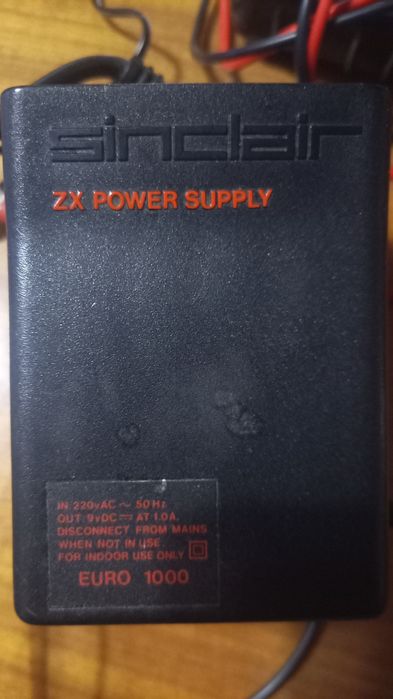 sinclair
ZX POWER SUPPLY
IN 220vAC ~ 50Hz.
OUT 9vDC ⎓ AT 1.0A.
DISCONNECT FROM MAINS
WHEN NOT IN USE.
FOR INDOOR USE ONLY
EURO 1000